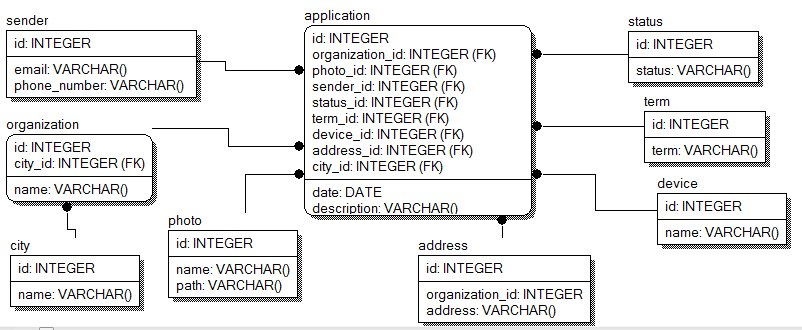 sender
id: INTEGER
email: VARCHAR()
phone_number: VARCHAR()
organization
id: INTEGER
city_id: INTEGER (FK)
name: VARCHAR()
city
id: INTEGER
name: VARCHAR()
photo
id: INTEGER
name: VARCHAR()
path: VARCHAR()
application
id: INTEGER
organization_id: INTEGER (FK)
photo_id: INTEGER (FK)
sender_id: INTEGER (FK)
status_id: INTEGER (FK)
term_id: INTEGER (FK)
device_id: INTEGER (FK)
address_id: INTEGER (FK)
city_id: INTEGER (FK)
date: DATE
description: VARCHAR()
address
id: INTEGER
organization_id: INTEGER
address: VARCHAR()
status
id: INTEGER
status: VARCHAR()
term
id: INTEGER
term: VARCHAR()
device
id: INTEGER
name: VARCHAR()